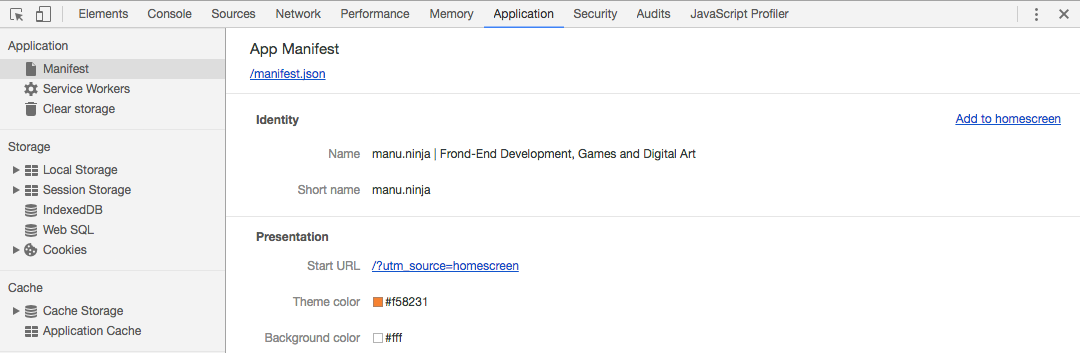 Elements Console Sources Network Performance Memory Application Security Audits JavaScript Profiler
Application
Manifest
Service Workers
Clear storage
Storage
Local Storage
Session Storage
IndexedDB
Web SQL
Cookies
Cache
Cache Storage
Application Cache
App Manifest
/manifest.json
Identity
Add to homescreen
Name manu.ninja | Frond-End Development, Games and Digital Art
Short name manu.ninja
Presentation
Start URL /?utm_source=homescreen
Theme color #f58231
Background color #fff